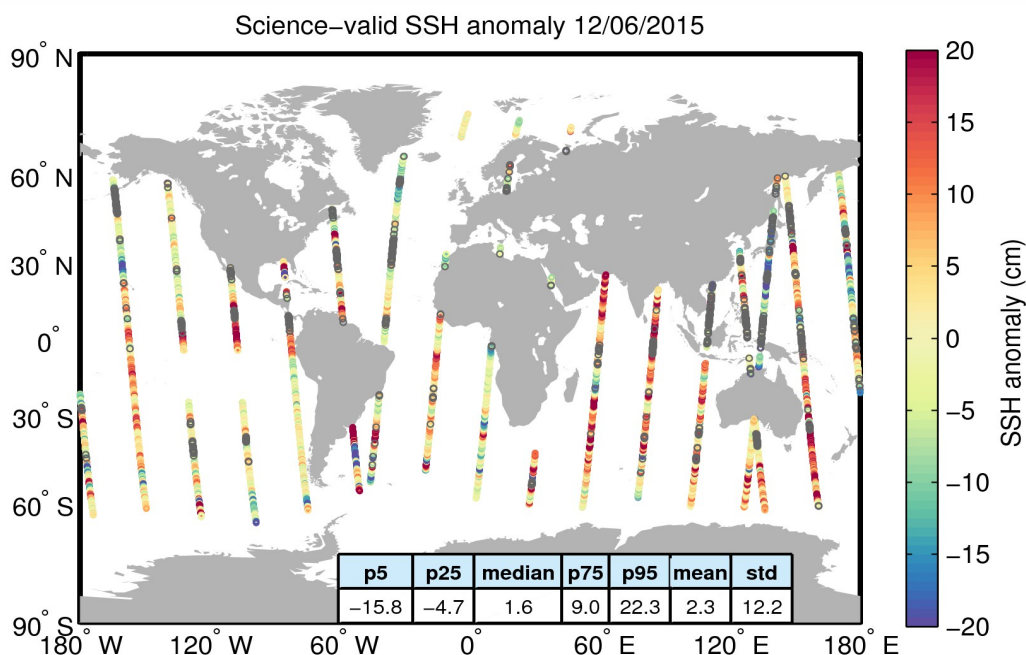 Science−valid SSH anomaly 12/06/2015
90° N
60° N
30° N
0°
30° S
60° S
90° S
180° W
120° W
60° W
0°
60° E
120° E
180° E
p5 p25 median p75 p95 mean std
−15.8 −4.7 1.6 9.0 22.3 2.3 12.2
20
15
10
5
0
−5
−10
−15
−20
SSH anomaly (cm)